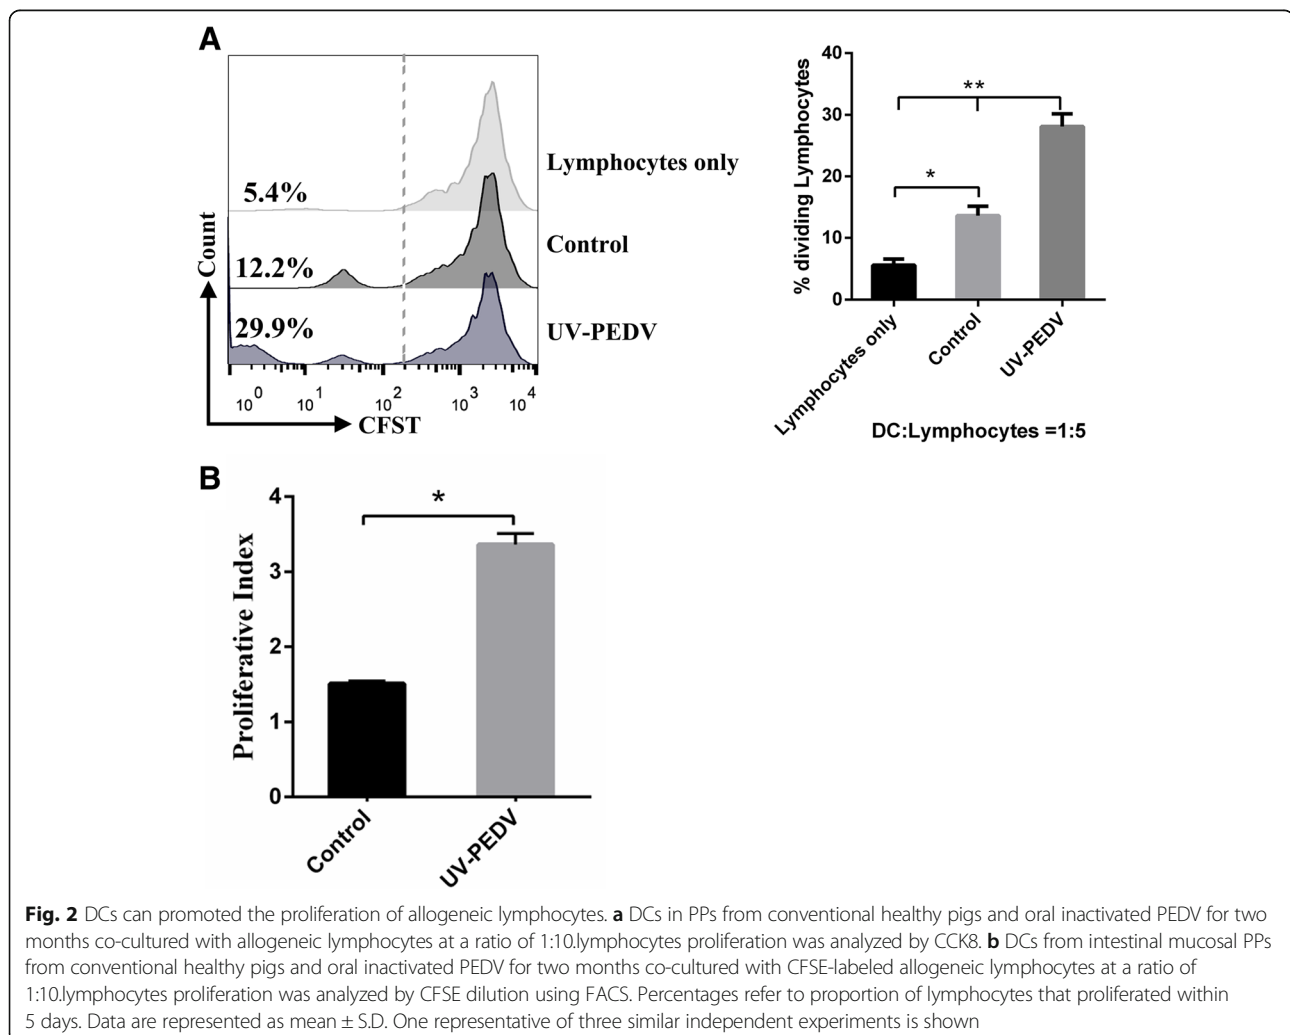 A
5.4%
Lymphocytes only
12.2%
Control
29.9%
UV-PEDV
Count
10^0 10^1 10^2 10^3 10^4
CFST
% dividing Lymphocytes
40
30
20
10
0
**
*
Lymphocytes only
Control
UV-PEDV
DC:Lymphocytes =1:5
B
Proliferative Index
4
3
2
1
0
*
Control
UV-PEDV
Fig. 2 DCs can promoted the proliferation of allogeneic lymphocytes. a DCs in PPs from conventional healthy pigs and oral inactivated PEDV for two
months co-cultured with allogeneic lymphocytes at a ratio of 1:10.lymphocytes proliferation was analyzed by CCK8. b DCs from intestinal mucosal PPs
from conventional healthy pigs and oral inactivated PEDV for two months co-cultured with CFSE-labeled allogeneic lymphocytes at a ratio of
1:10.lymphocytes proliferation was analyzed by CFSE dilution using FACS. Percentages refer to proportion of lymphocytes that proliferated within
5 days. Data are represented as mean ± S.D. One representative of three similar independent experiments is shown